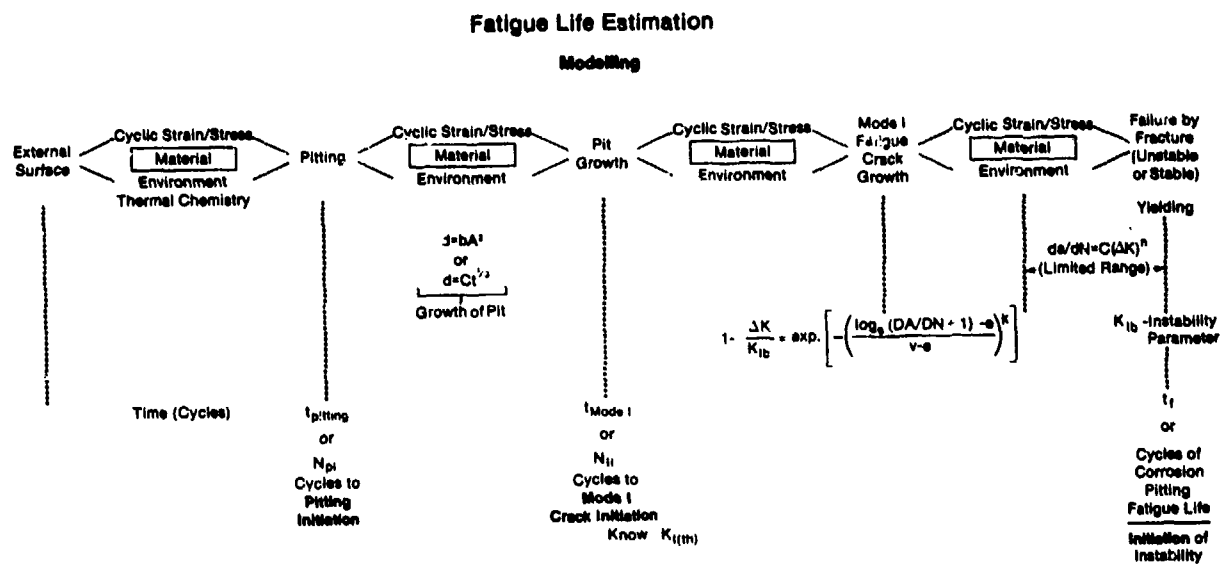 Fatigue Life Estimation
Modelling
External
Surface
Cyclic Strain/Stress
Material
Environment
Thermal Chemistry
Pitting
Cyclic Strain/Stress
Material
Environment
Pit
Growth
Cyclic Strain/Stress
Material
Environment
Mode I
Fatigue
Crack
Growth
Cyclic Strain/Stress
Material
Environment
Failure by
Fracture
(Unstable
or Stable)
Yielding
or
d=Ct^1/3
Growth of Pit
da/dN=C(ΔK)^n
(Limited Range)
1- ΔK/K_Ib = exp. [-(log_e (DA/DN + 1) -e / v-e)^k]
K_Ib -Instability
Parameter
Time (Cycles)
t_pitting
or
N_pi
Cycles to
Pitting
Initiation
t_Mode I
or
N_Ii
Cycles to
Mode I
Crack Initiation
Know K_I(th)
t_f
or
Cycles of
Corrosion
Pitting
Fatigue Life
Initiation of
Instability